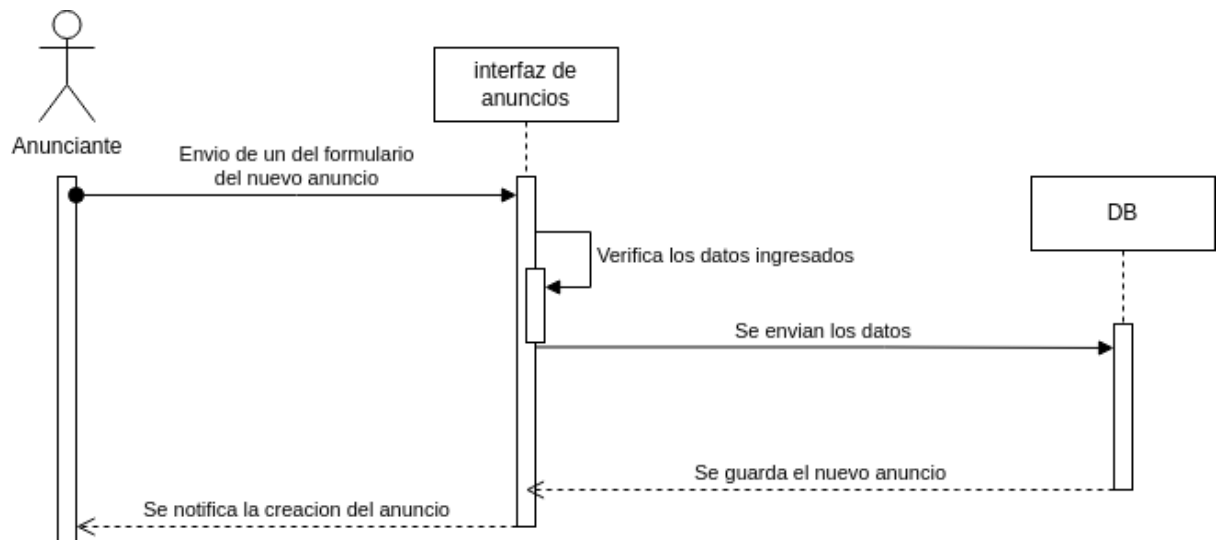 interfaz de
anuncios
Anunciante
Envio de un del formulario
del nuevo anuncio
DB
Verifica los datos ingresados
Se envian los datos
Se guarda el nuevo anuncio
Se notifica la creacion del anuncio